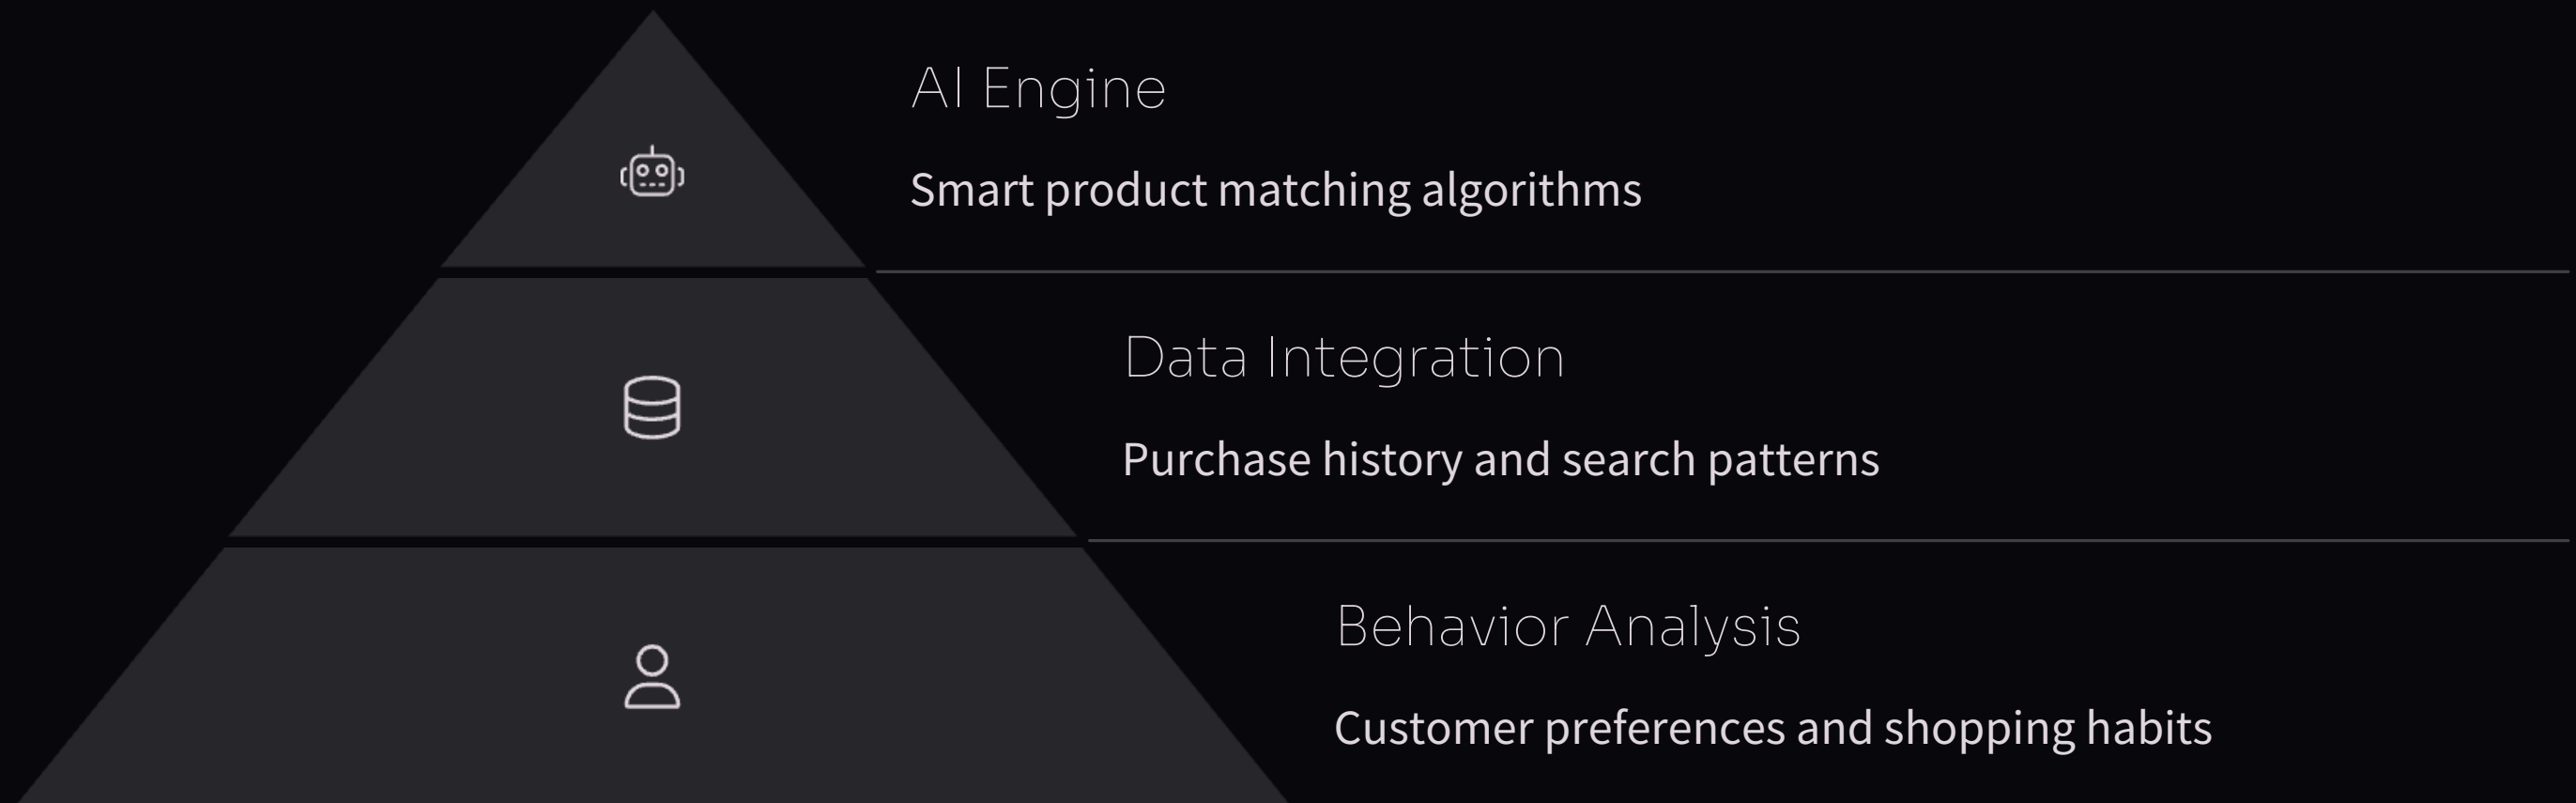 AI Engine
Smart product matching algorithms
Data Integration
Purchase history and search patterns
Behavior Analysis
Customer preferences and shopping habits